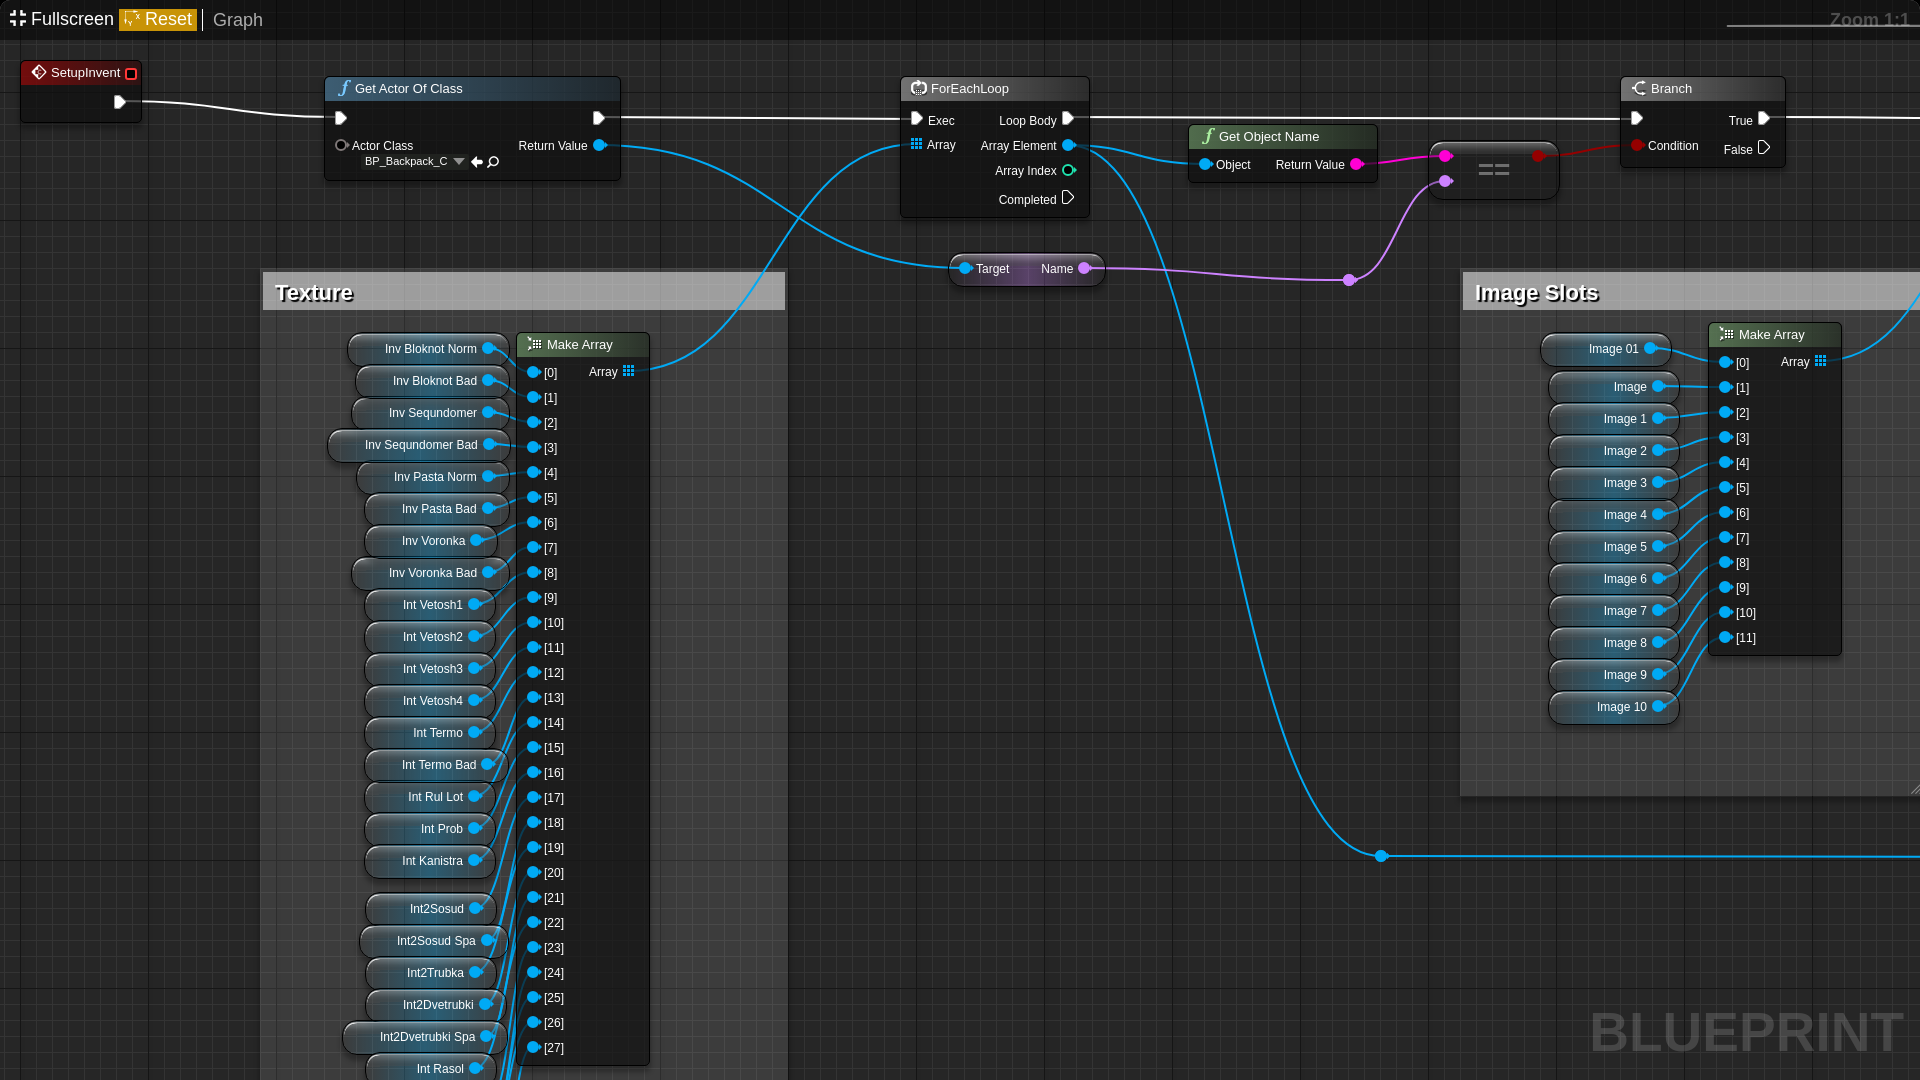 Fullscreen Reset Graph Zoom 1:1
SetupInvent
Get Actor Of Class
Actor Class
BP_Backpack_C
Return Value
ForEachLoop
Exec Loop Body
Array Array Element
Array Index
Completed
Get Object Name
Object Return Value
==
Branch
True
Condition
False
Target Name
Texture
Inv Bloknot Norm
Inv Bloknot Bad
Inv Sequndomer
Inv Sequndomer Bad
Inv Pasta Norm
Inv Pasta Bad
Inv Voronka
Inv Voronka Bad
Int Vetosh1
Int Vetosh2
Int Vetosh3
Int Vetosh4
Int Termo
Int Termo Bad
Int Rul Lot
Int Prob
Int Kanistra
Int2Sosud
Int2Sosud Spa
Int2Trubka
Int2Dvetrubki
Int2Dvetrubki Spa
Int Rasol
Make Array
[0] Array
[1]
[2]
[3]
[4]
[5]
[6]
[7]
[8]
[9]
[10]
[11]
[12]
[13]
[14]
[15]
[16]
[17]
[18]
[19]
[20]
[21]
[22]
[23]
[24]
[25]
[26]
[27]
Image Slots
Image 01
Image
Image 1
Image 2
Image 3
Image 4
Image 5
Image 6
Image 7
Image 8
Image 9
Image 10
Make Array
[0] Array
[1]
[2]
[3]
[4]
[5]
[6]
[7]
[8]
[9]
[10]
[11]
BLUEPRINT